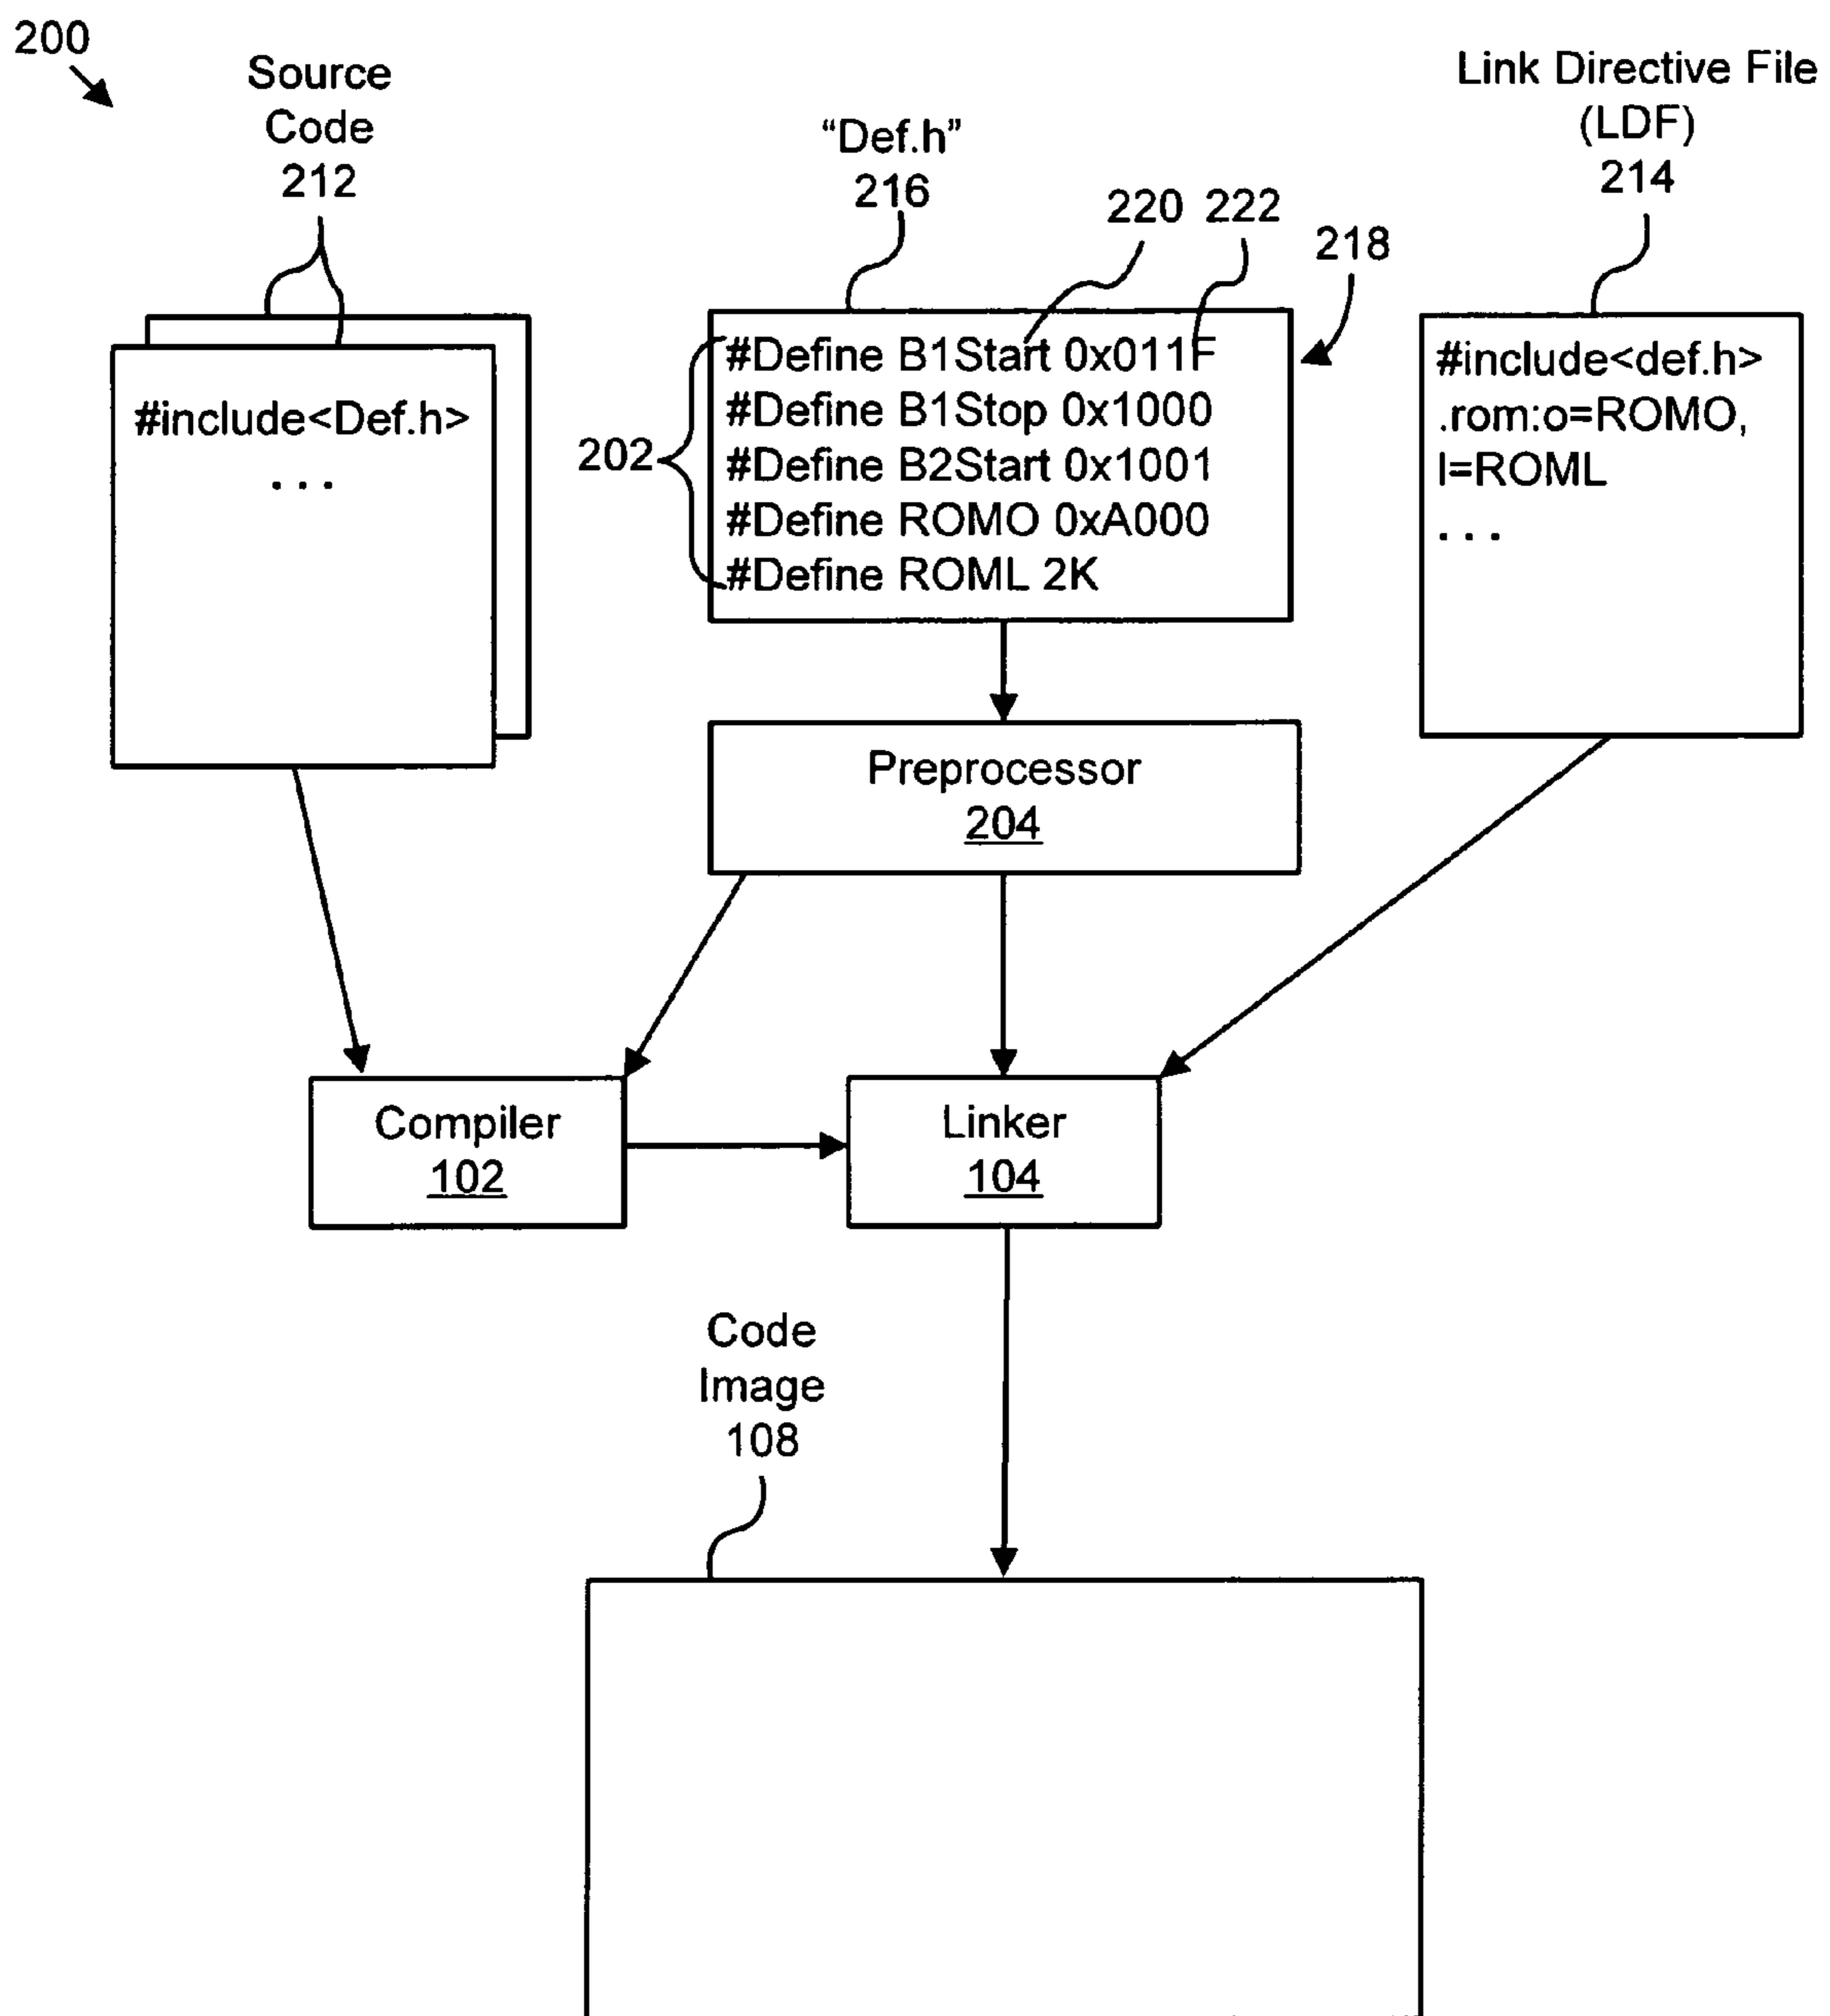 200
Source
Code
212
"Def.h"
216
220 222
218
Link Directive File
(LDF)
214
#include<Def.h>
. . .
202
#Define B1Start 0x011F
#Define B1Stop 0x1000
#Define B2Start 0x1001
#Define ROMO 0xA000
#Define ROML 2K
#include<def.h>
.rom:o=ROMO,
l=ROML
. . .
Preprocessor
204
Compiler
102
Linker
104
Code
Image
108